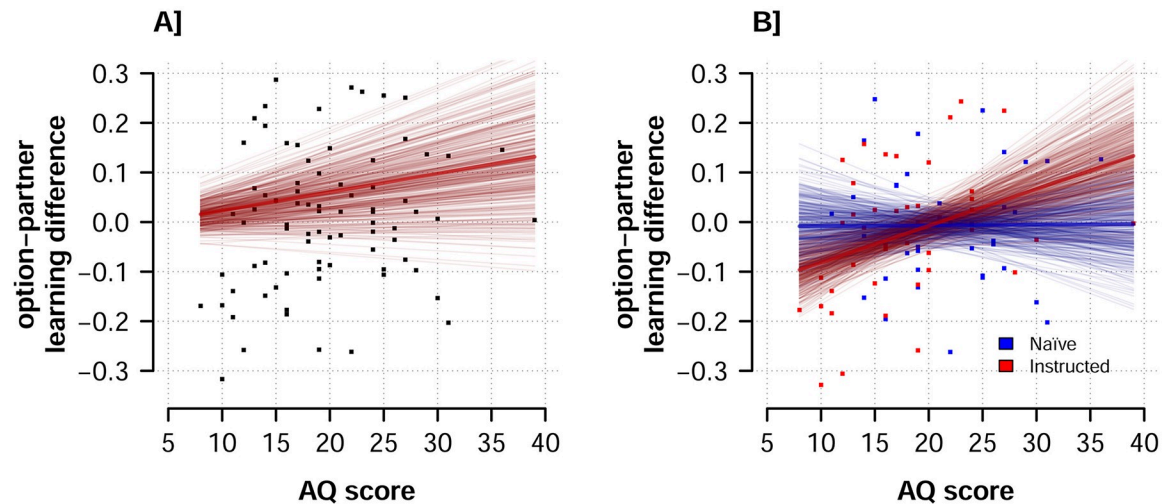 A]
option–partner
learning difference
0.3
0.2
0.1
0.0
−0.1
−0.2
−0.3
5 10 15 20 25 30 35 40
AQ score
B]
option–partner
learning difference
0.3
0.2
0.1
0.0
−0.1
−0.2
−0.3
Naïve
Instructed
5 10 15 20 25 30 35 40
AQ score